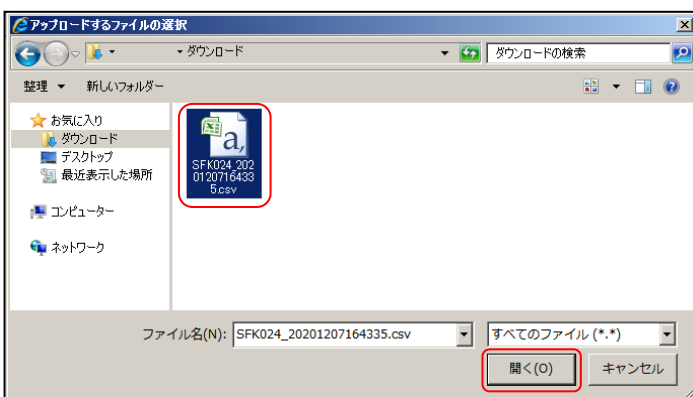 アップロードするファイルの選択
ダウンロード
ダウンロードの検索
整理
新しいフォルダー
お気に入り
ダウンロード
デスクトップ
最近表示した場所
コンピューター
ネットワーク
a,
SFK024_202
0120716433
5.csv
ファイル名(N):
SFK024_20201207164335.csv
すべてのファイル (*.*)
開く(O)
キャンセル